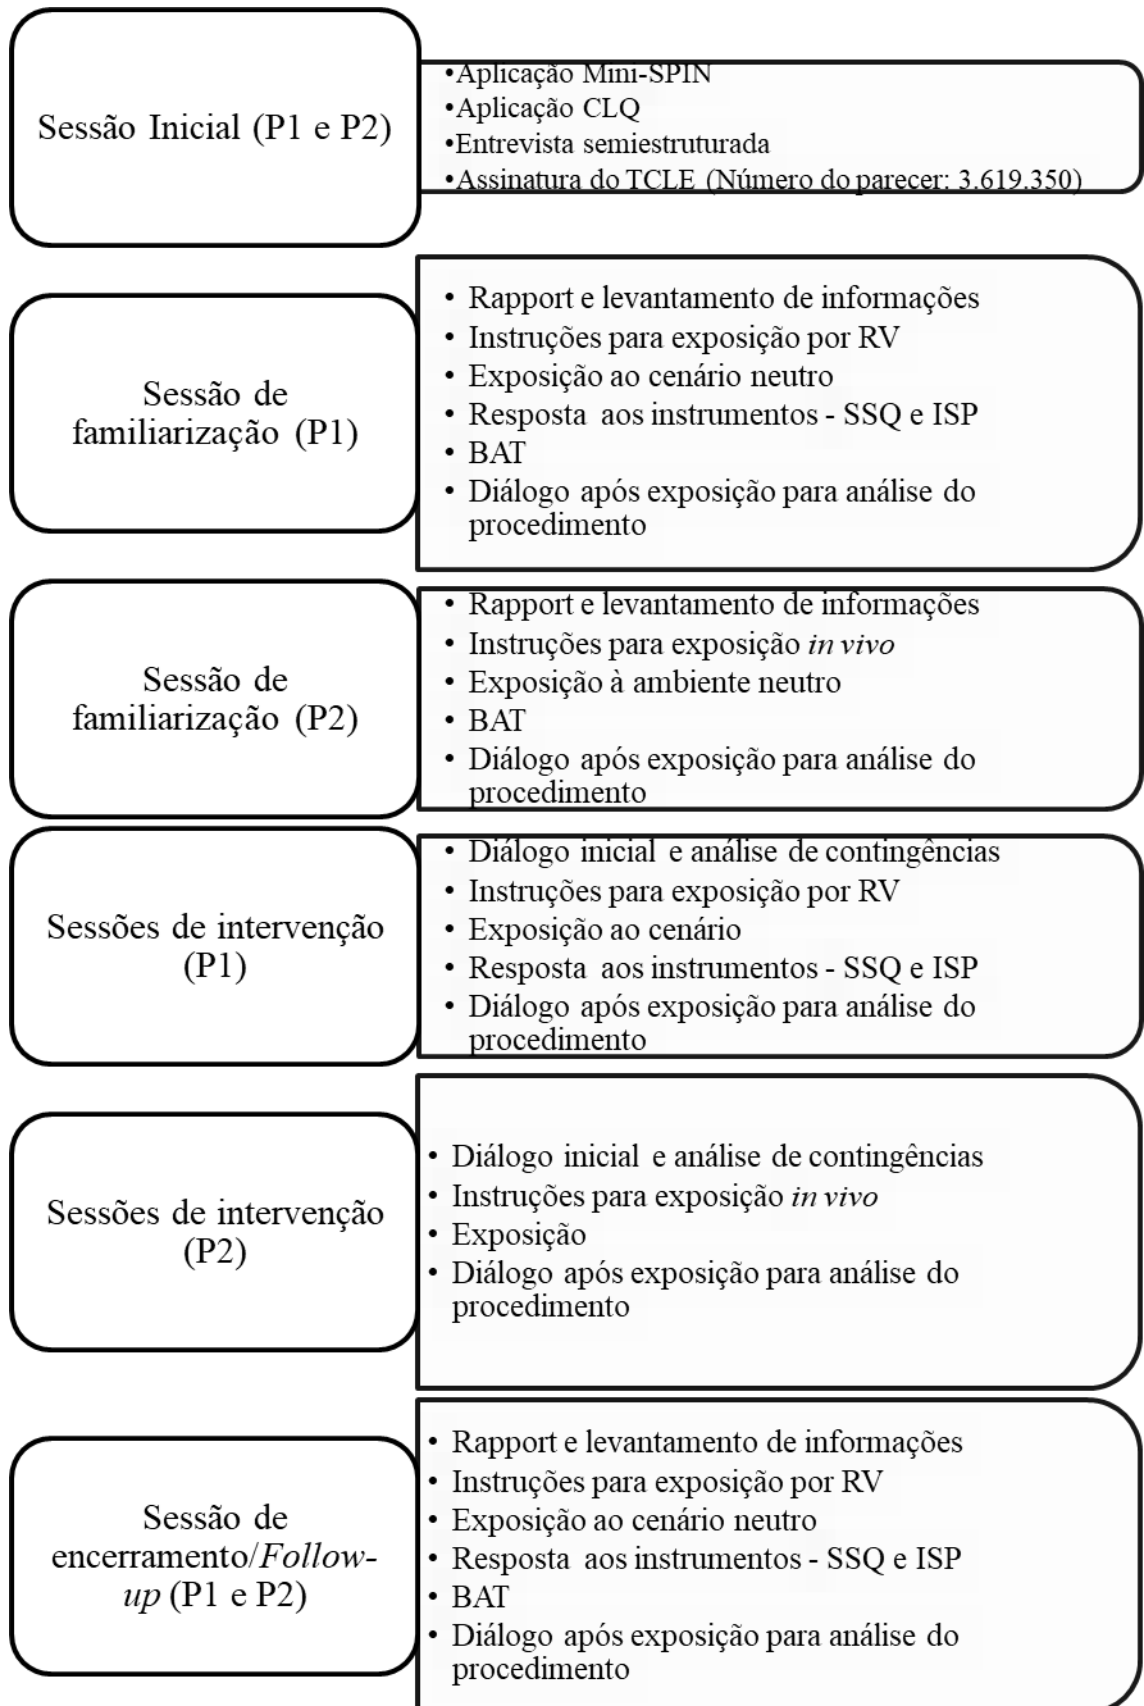 Sessão Inicial (P1 e P2)
•Aplicação Mini-SPIN
•Aplicação CLQ
•Entrevista semiestruturada
•Assinatura do TCLE (Número do parecer: 3.619.350)
Sessão de
familiarização (P1)
• Rapport e levantamento de informações
• Instruções para exposição por RV
• Exposição ao cenário neutro
• Resposta aos instrumentos - SSQ e ISP
• BAT
• Diálogo após exposição para análise do
procedimento
Sessão de
familiarização (P2)
• Rapport e levantamento de informações
• Instruções para exposição in vivo
• Exposição à ambiente neutro
• BAT
• Diálogo após exposição para análise do
procedimento
Sessões de intervenção
(P1)
• Diálogo inicial e análise de contingências
• Instruções para exposição por RV
• Exposição ao cenário
• Resposta aos instrumentos - SSQ e ISP
• Diálogo após exposição para análise do
procedimento
Sessões de intervenção
(P2)
• Diálogo inicial e análise de contingências
• Instruções para exposição in vivo
• Exposição
• Diálogo após exposição para análise do
procedimento
Sessão de
encerramento/Follow-
up (P1 e P2)
• Rapport e levantamento de informações
• Instruções para exposição por RV
• Exposição ao cenário neutro
• Resposta aos instrumentos - SSQ e ISP
• BAT
• Diálogo após exposição para análise do
procedimento